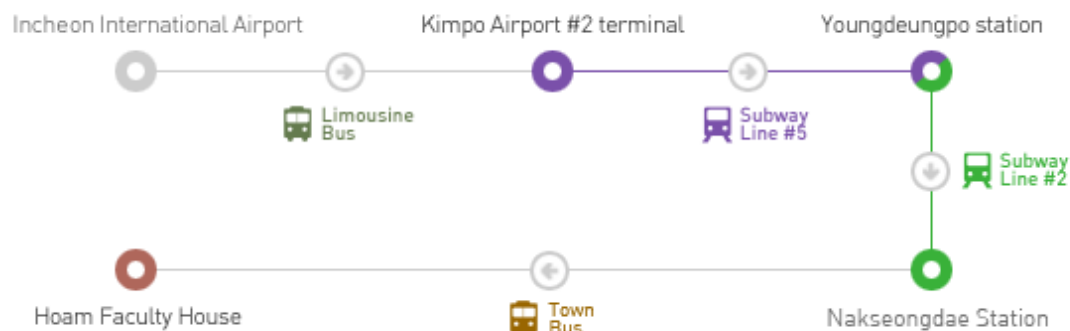 Incheon International Airport
Kimpo Airport #2 terminal
Youngdeungpo station
Limousine
Bus
Subway
Line #5
Subway
Line #2
Hoam Faculty House
Town
Bus
Nakseongdae Station